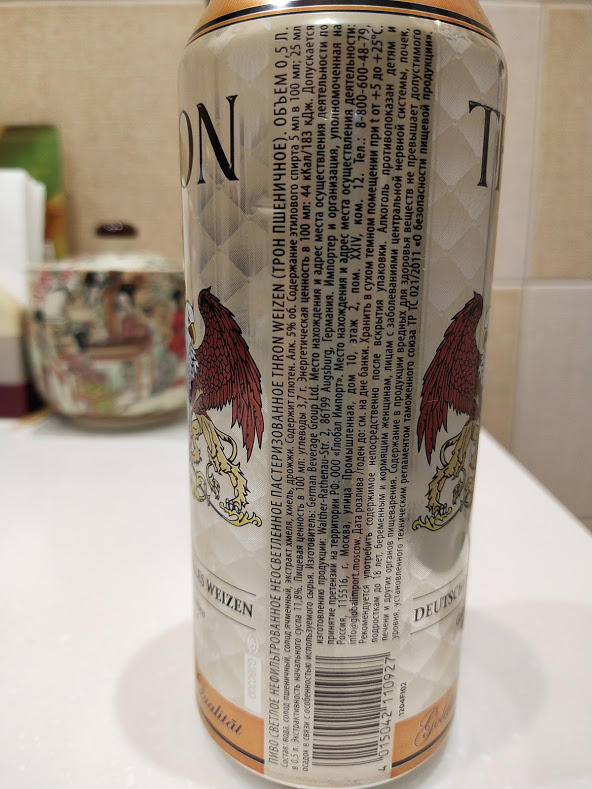 ON
TH
ПИВО СВЕТЛОЕ НЕФИЛЬТРОВАННОЕ НЕОСВЕТЛЕННОЕ ПАСТЕРИЗОВАННОЕ THRON WEIZEN (ТРОН ПШЕНИЧНОЕ). ОБЪЕМ 0,5 Л.
Состав: вода, солод пшеничный, солод ячменный, экстракт хмеля, хмель, дрожжи. Содержит глютен. Алк. 5% об. Содержание этилового спирта 5 мл в 100 мл; 25 мл
в 0,5 л. Экстрактивность начального сусла 11,8%. Пищевая ценность в 100 мл: углеводы 3,7 г. Энергетическая ценность в 100 мл: 44 кКал/183 кДж. Допускается
осадок в связи с особенностью используемого сырья. Изготовитель: German Beverage Group Ltd. Место нахождения и адрес места осуществления деятельности по
изготовлению продукции: Walther-Rathenau-Str. 2, 86199 Augsburg, Германия. Импортер и организация, уполномоченная на
принятие претензий на территории РФ: ООО «Глобал Импорт». Место нахождения и адрес места осуществления деятельности:
Россия, 115516, г. Москва, улица Промышленная, дом 10, этаж 2, пом. XXIV, ком. 12. Тел.: 8-800-600-48-79,
info@globalimport.moscow. Дата розлива /годен до: см. на дне банки. Хранить в сухом темном помещении при t от +5 до +25°C.
Рекомендуется употребить содержимое непосредственно после вскрытия упаковки. Алкоголь противопоказан детям и
подросткам до 18 лет, беременным и кормящим женщинам, лицам с заболеваниями центральной нервной системы, почек,
печени и других органов пищеварения. Содержание в продукции вредных для здоровья веществ не превышает допустимого
уровня, установленного техническим регламентом таможенного союза ТР ТС 021/2011 «О безопасности пищевой продукции».
WEIZEN
DEUTSCH
Qualität
4 015042 110927
1204FI02